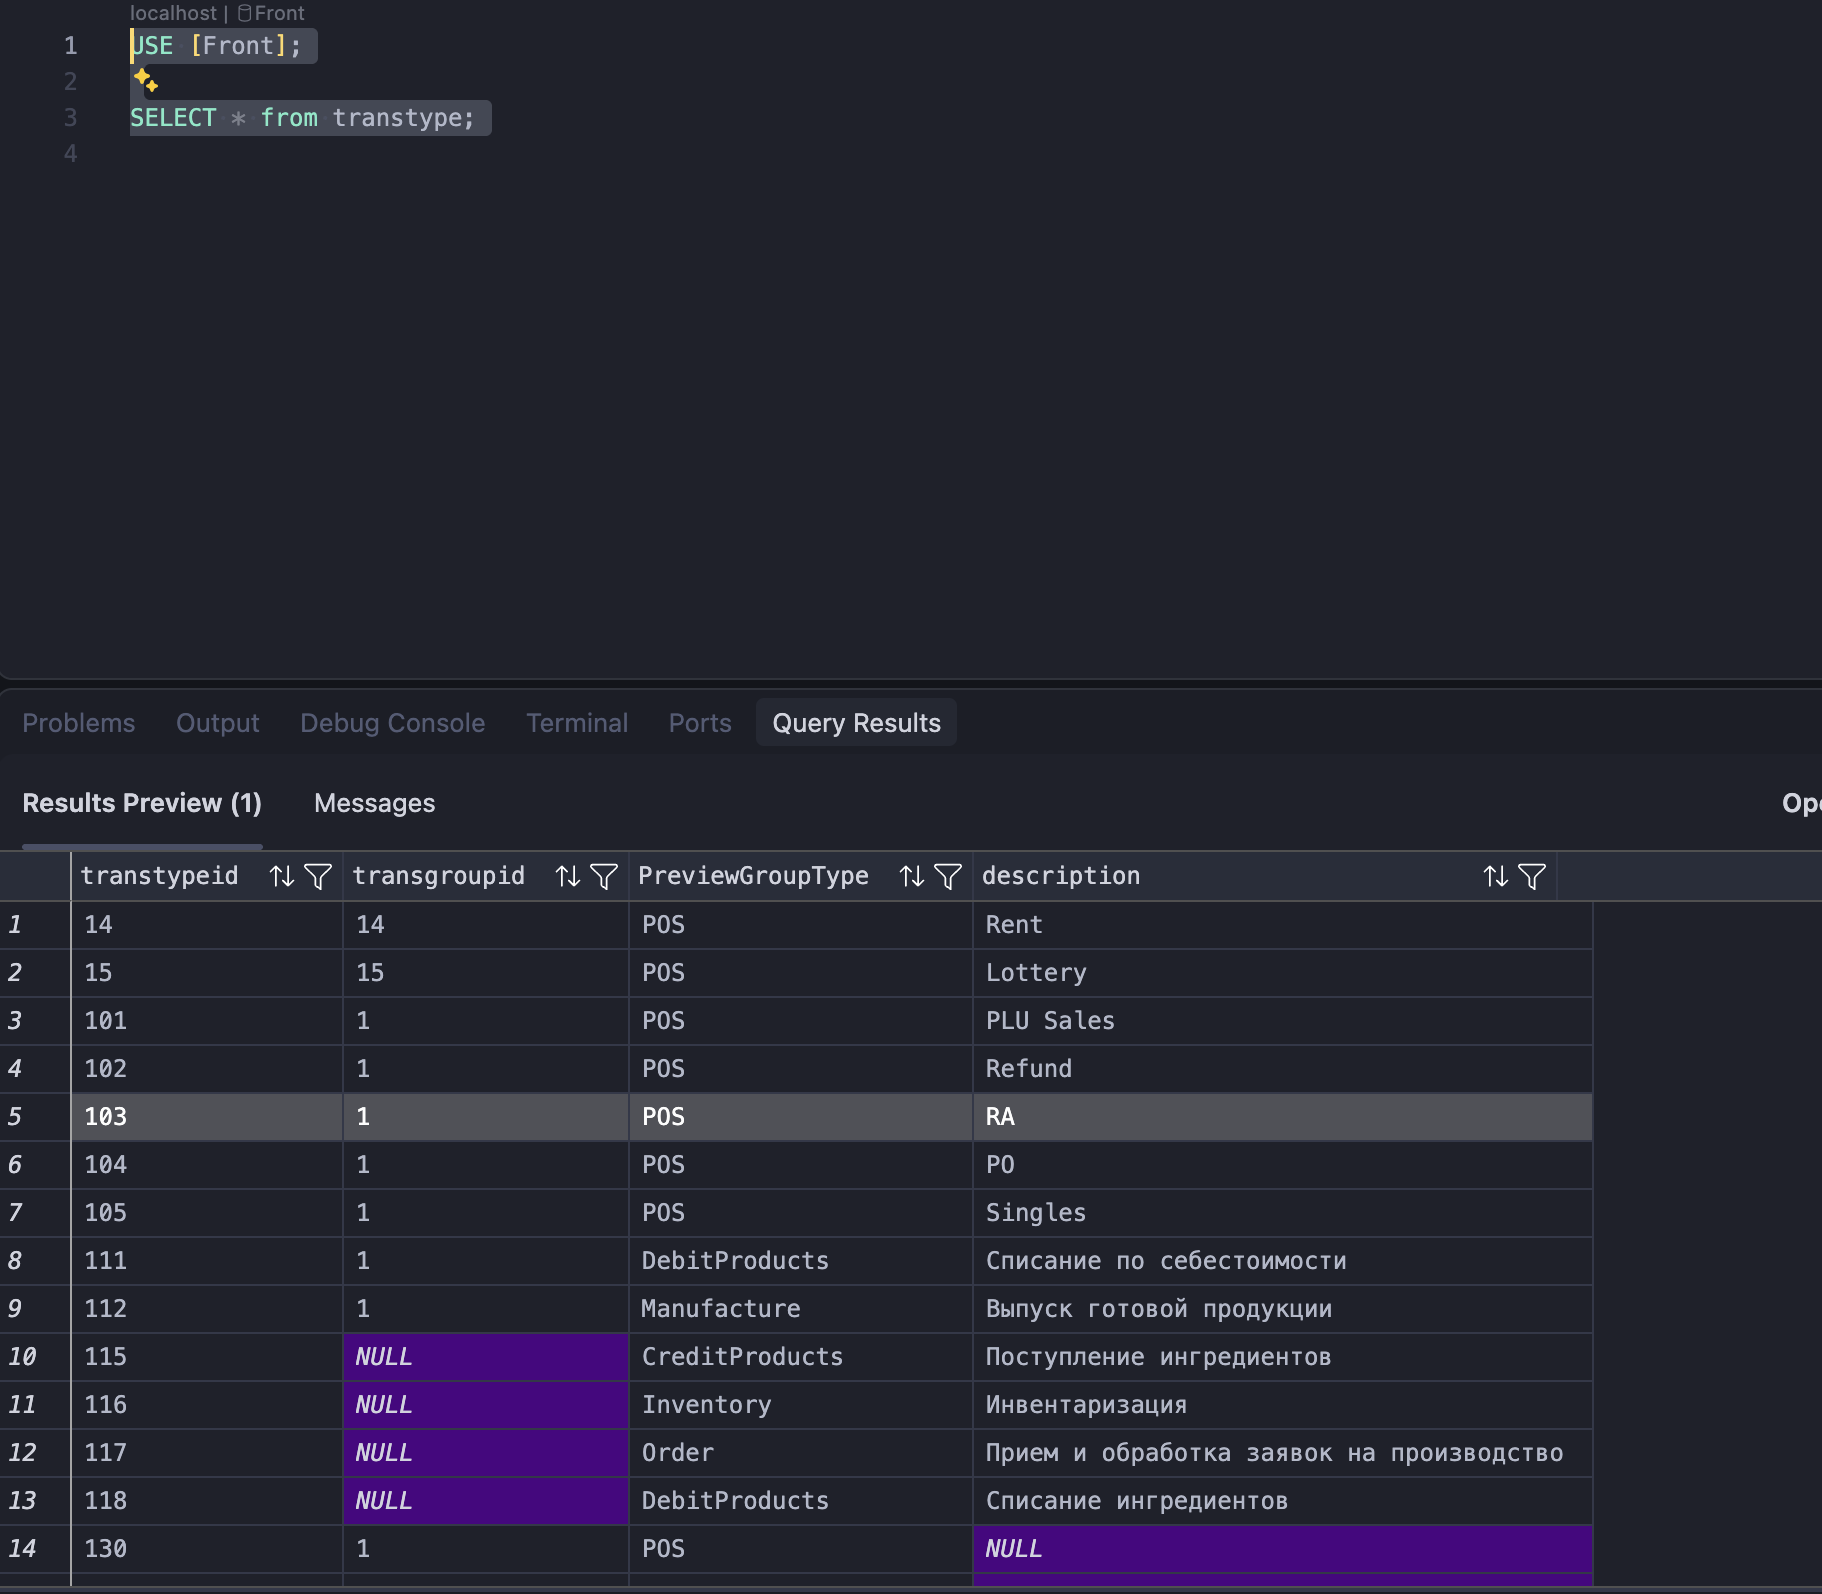 localhost | Front
1 USE [Front];
2
3 SELECT * from transtype;
4
Problems Output Debug Console Terminal Ports Query Results
Results Preview (1) Messages
transtypeid transgroupid PreviewGroupType description
1 14 14 POS Rent
2 15 15 POS Lottery
3 101 1 POS PLU Sales
4 102 1 POS Refund
5 103 1 POS RA
6 104 1 POS PO
7 105 1 POS Singles
8 111 1 DebitProducts Списание по себестоимости
9 112 1 Manufacture Выпуск готовой продукции
10 115 NULL CreditProducts Поступление ингредиентов
11 116 NULL Inventory Инвентаризация
12 117 NULL Order Прием и обработка заявок на производство
13 118 NULL DebitProducts Списание ингредиентов
14 130 1 POS NULL